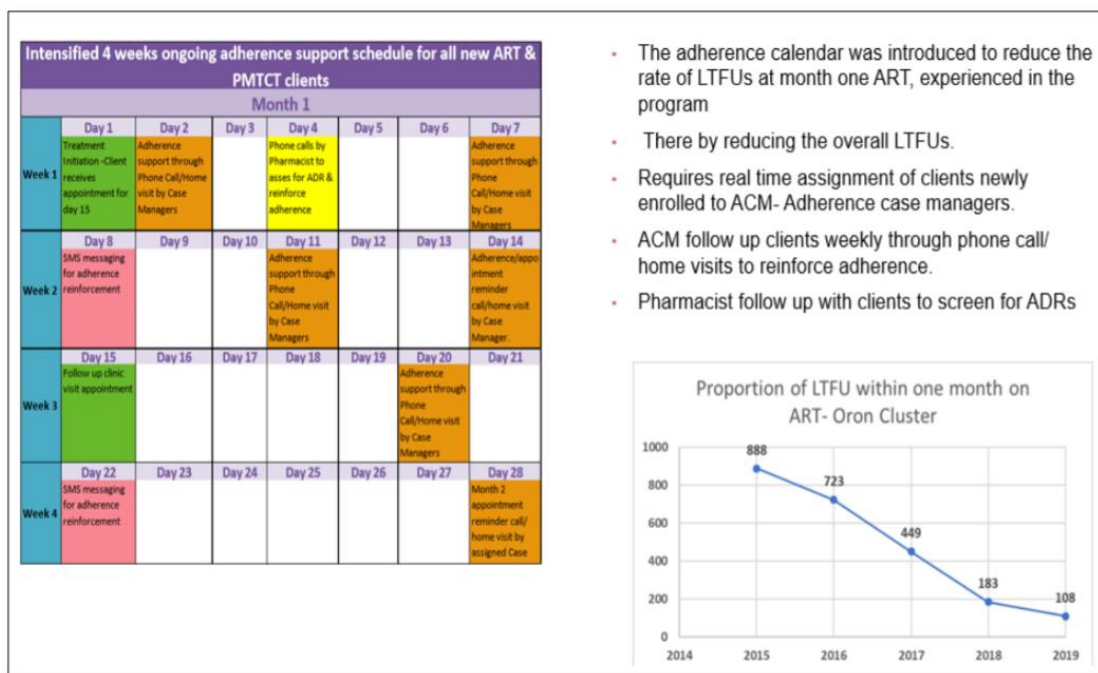 Intensified 4 weeks ongoing adherence support schedule for all new ART &
PMTCT clients
Month 1
Week 1
Day 1
Day 2
Day 3
Day 4
Day 5
Day 6
Day 7
Treatment
Initiation -Client
receives
appointment for
day 15
Adherence
support through
Phone Call/Home
visit by Case
Managers
Phone calls by
Pharmacist to
asses for ADR &
reinforce
adherence
Adherence
support through
Phone
Call/Home visit
by Case
Managers
Week 2
Day 8
Day 9
Day 10
Day 11
Day 12
Day 13
Day 14
SMS messaging
for adherence
reinforcement
Adherence
support through
Phone
Call/Home visit
by Case
Managers
Adherence/appo
intment
reminder
call/home visit
by Case
Manager.
Week 3
Day 15
Day 16
Day 17
Day 18
Day 19
Day 20
Day 21
Follow up clinic
visit appointment
Adherence
support through
Phone
Call/Home visit
by Case
Managers
Week 4
Day 22
Day 23
Day 24
Day 25
Day 26
Day 27
Day 28
SMS messaging
for adherence
reinforcement
Month 2
appointment
reminder call/
home visit by
assigned Case
• The adherence calendar was introduced to reduce the
rate of LTFUs at month one ART, experienced in the
program
• There by reducing the overall LTFUs.
• Requires real time assignment of clients newly
enrolled to ACM- Adherence case managers.
• ACM follow up clients weekly through phone call/
home visits to reinforce adherence.
• Pharmacist follow up with clients to screen for ADRs
Proportion of LTFU within one month on
ART- Oron Cluster
1000
800
600
400
200
0
888
723
449
183
108
2014
2015
2016
2017
2018
2019